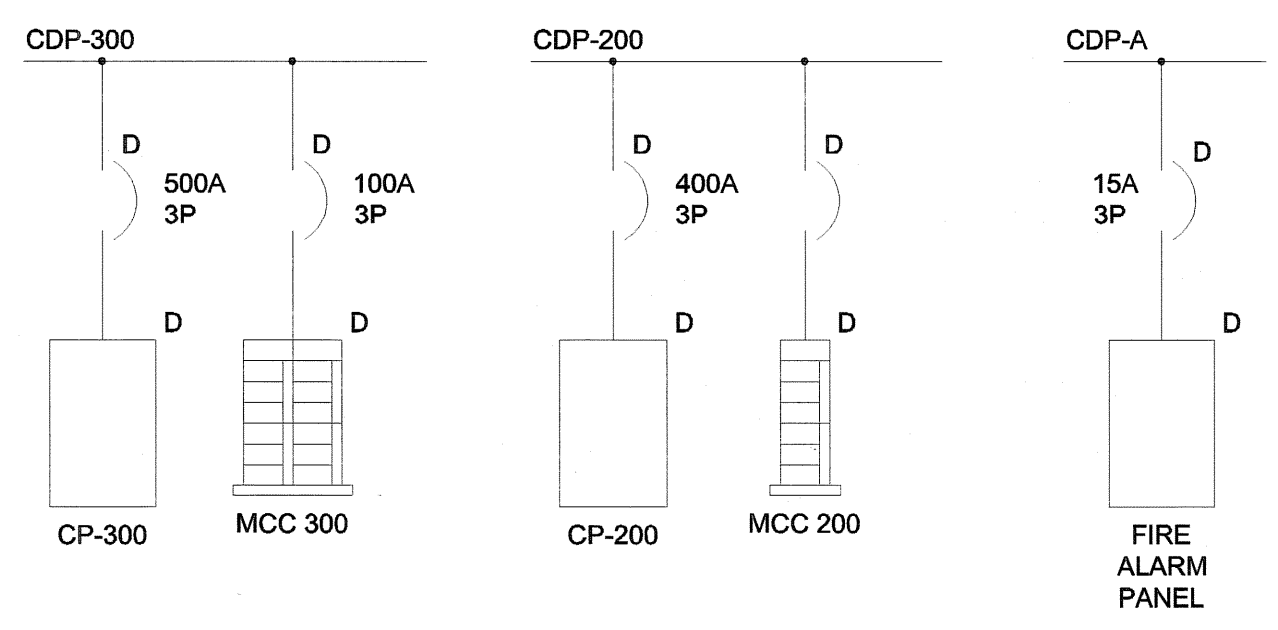 CDP-300
CDP-200
CDP-A
D
D
D
D
D
500A
3P
100A
3P
400A
3P
15A
3P
D
D
D
D
D
CP-300
MCC 300
CP-200
MCC 200
FIRE
ALARM
PANEL